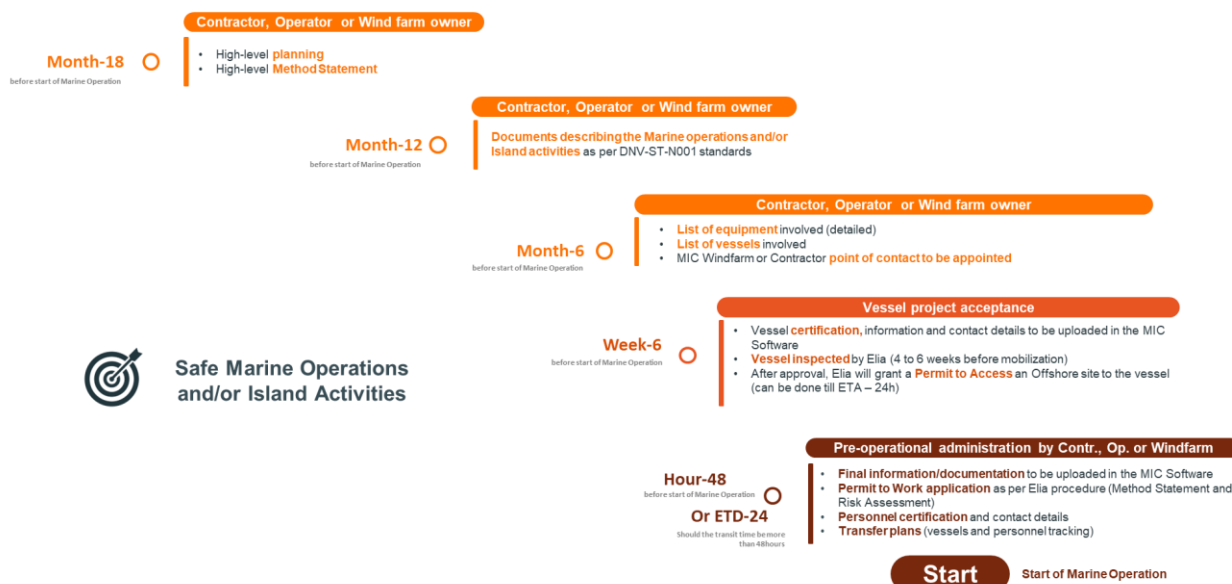 Contractor, Operator or Wind farm owner
Month-18
before start of Marine Operation
• High-level planning
• High-level Method Statement
Contractor, Operator or Wind farm owner
Month-12
before start of Marine Operation
Documents describing the Marine operations and/or
Island activities as per DNV-ST-N001 standards
Contractor, Operator or Wind farm owner
Month-6
before start of Marine Operation
• List of equipment involved (detailed)
• List of vessels involved
• MIC Windfarm or Contractor point of contact to be appointed
Vessel project acceptance
Week-6
before start of Marine Operation
• Vessel certification, information and contact details to be uploaded in the MIC
Software
• Vessel inspected by Elia (4 to 6 weeks before mobilization)
• After approval, Elia will grant a Permit to Access an Offshore site to the vessel
(can be done till ETA – 24h)
Safe Marine Operations
and/or Island Activities
Pre-operational administration by Contr., Op. or Windfarm
Hour-48
before start of Marine Operation
Or ETD-24
Should the transit time be more
than 48hours
• Final information/documentation to be uploaded in the MIC Software
• Permit to Work application as per Elia procedure (Method Statement and
Risk Assessment)
• Personnel certification and contact details
• Transfer plans (vessels and personnel tracking)
Start
Start of Marine Operation